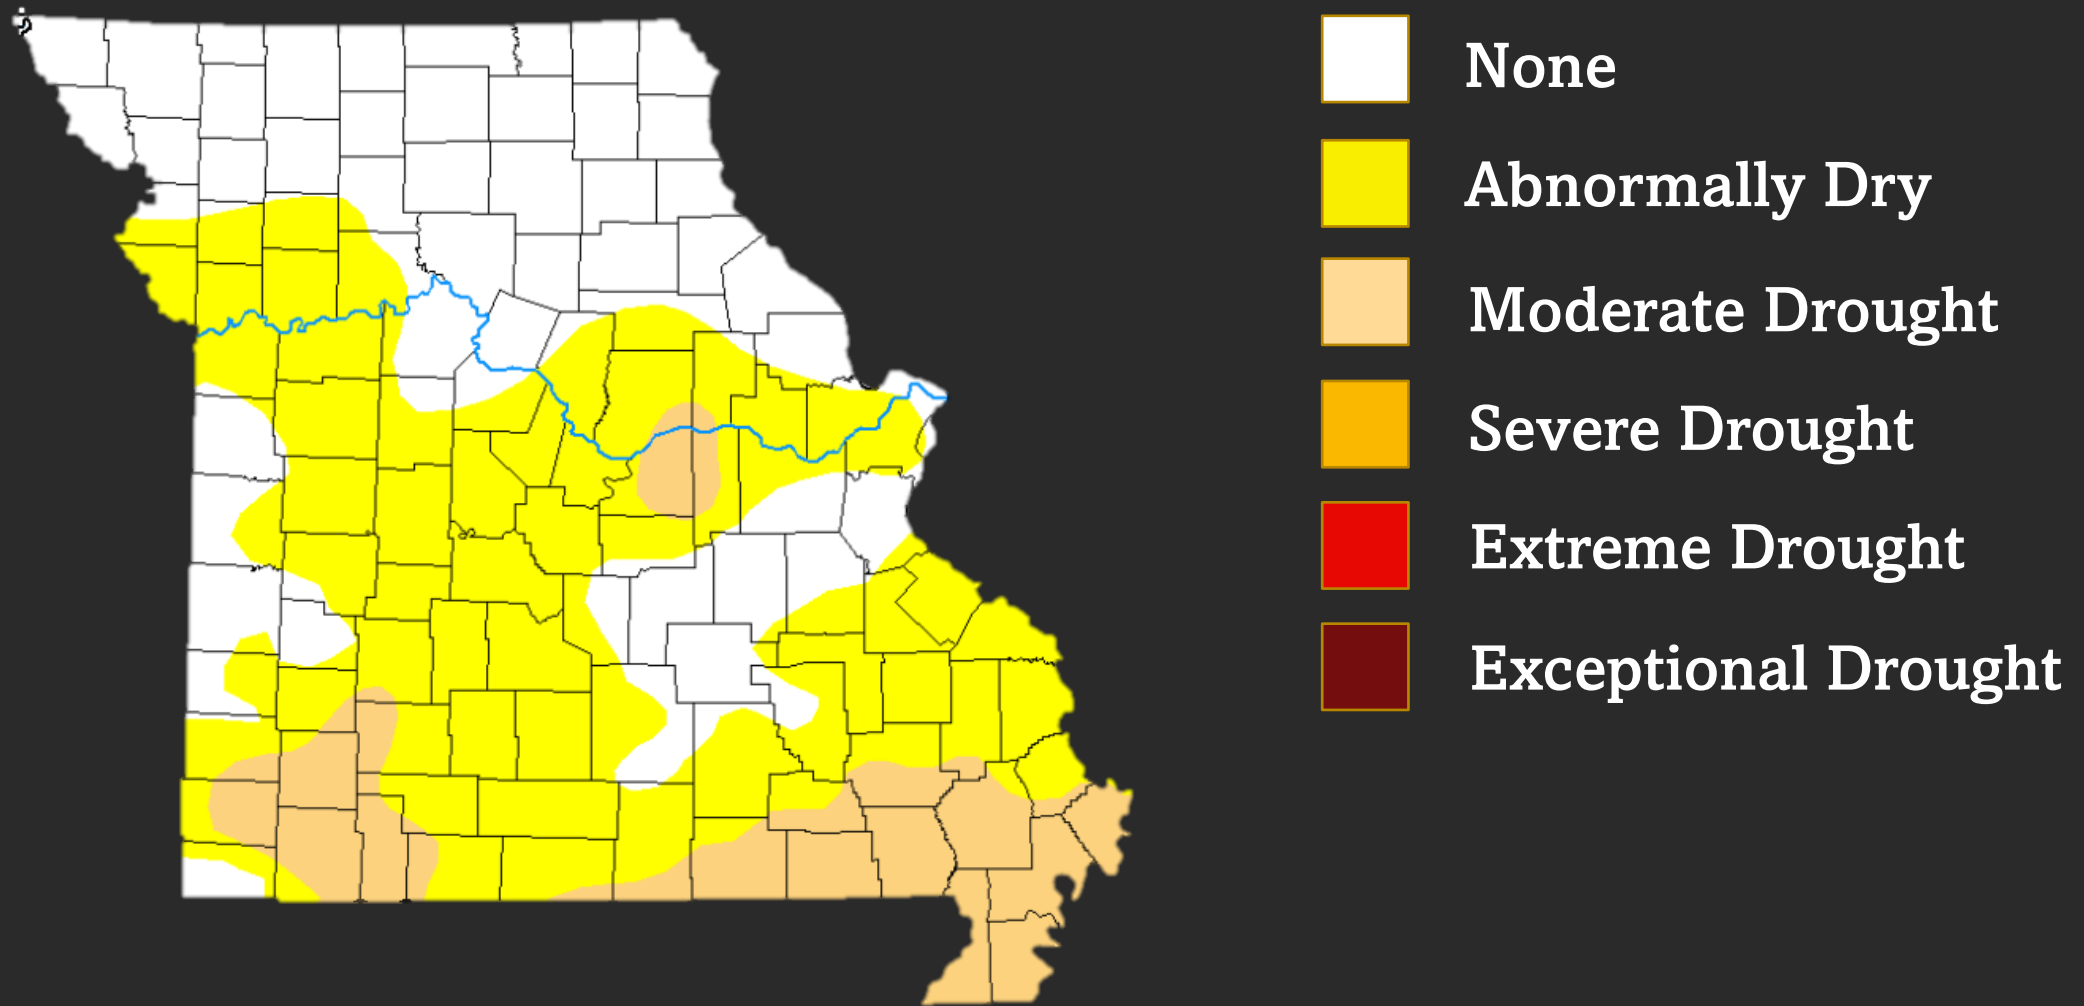 None
Abnormally Dry
Moderate Drought
Severe Drought
Extreme Drought
Exceptional Drought